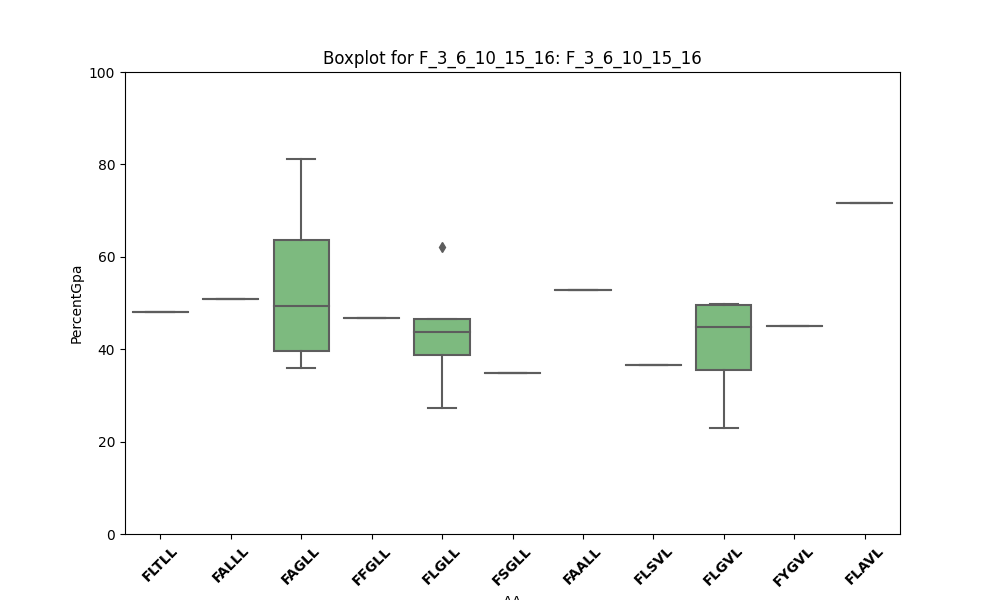 Boxplot for F_3_6_10_15_16: F_3_6_10_15_16
100
80
60
40
20
0
PercentGpa
FLTLL
FALLL
FAGLL
FFGLL
FLGLL
FSGLL
FAALL
FLSVL
FLGVL
FYGVL
FLAVL
AA